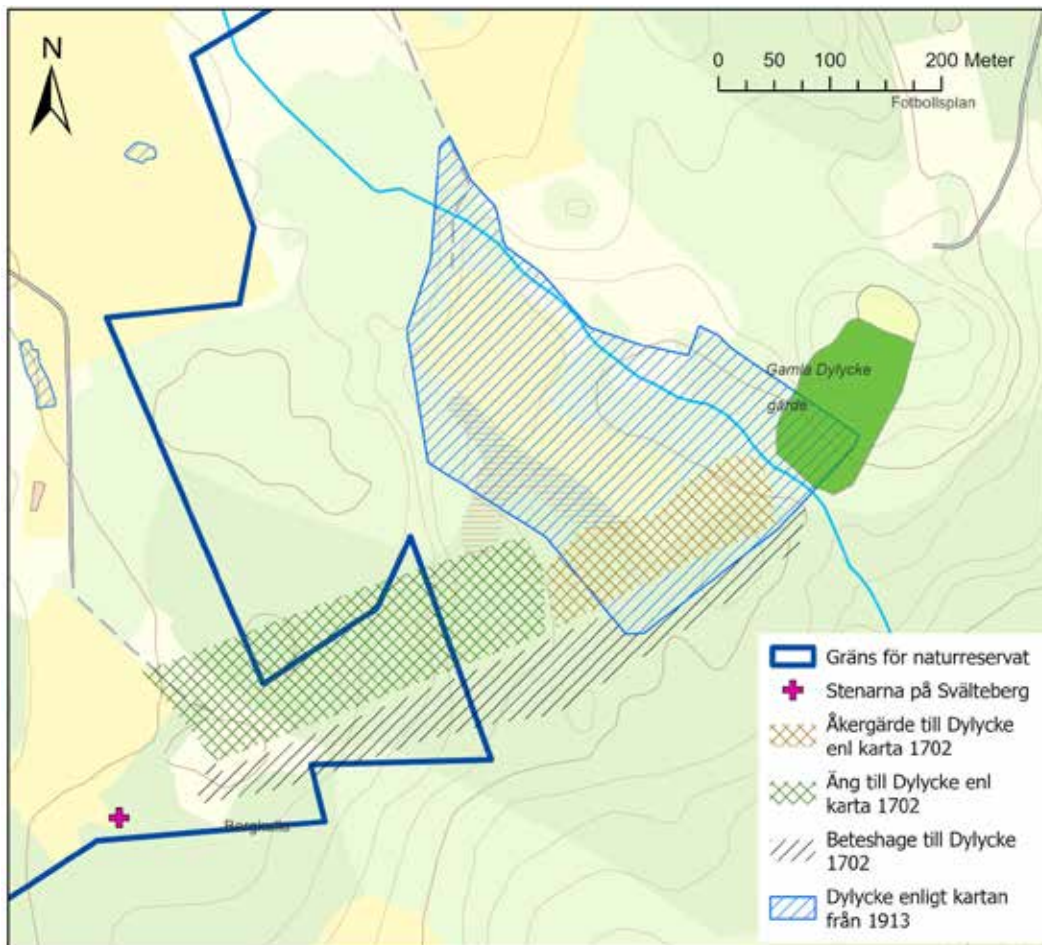 N
0 50 100 200 Meter
Fotbollsplan
Gamla Dylycke
gärde
Gräns för naturreservat
Stenarna på Svälteberg
Åkergärde till Dylycke
enl karta 1702
Äng till Dylycke enl
karta 1702
Beteshage till Dylycke
1702
Dylycke enligt kartan
från 1913